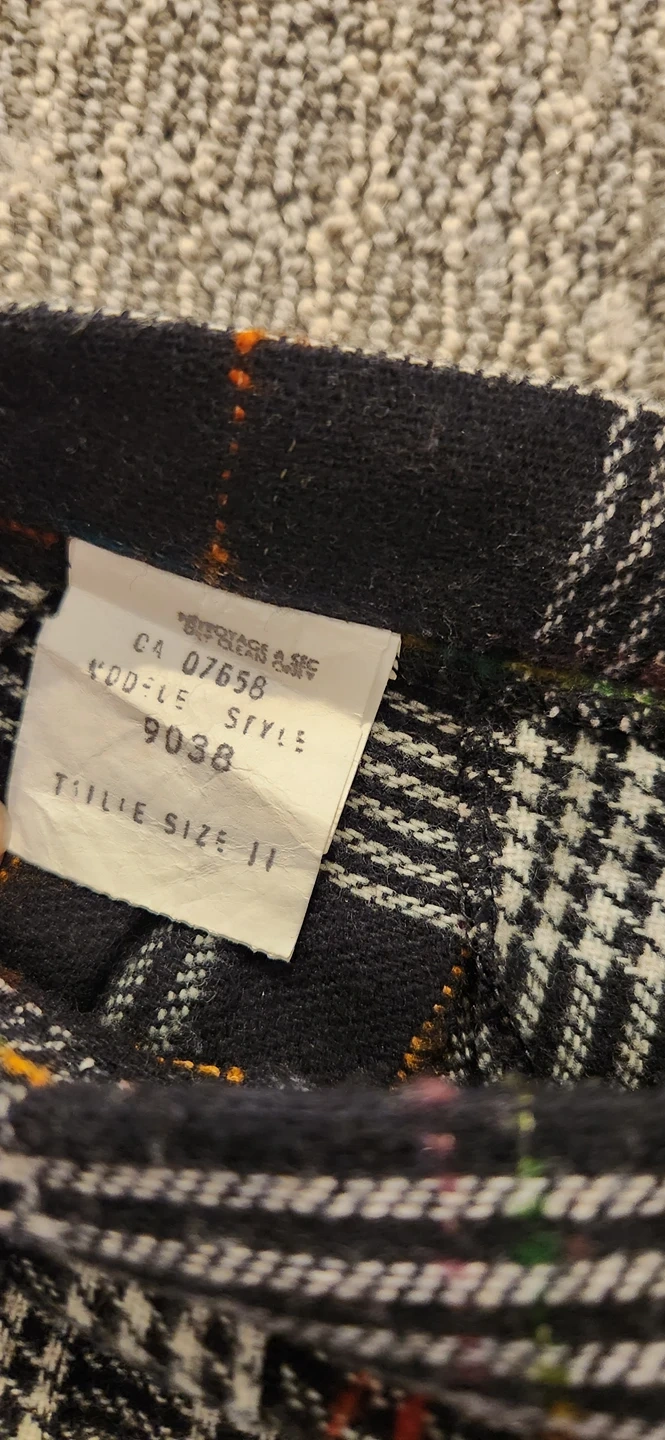 NETTOYAGE A SEC
DRY CLEAN ONLY
CA 07658
MODELE STYLE
9038
TAILLE SIZE 11